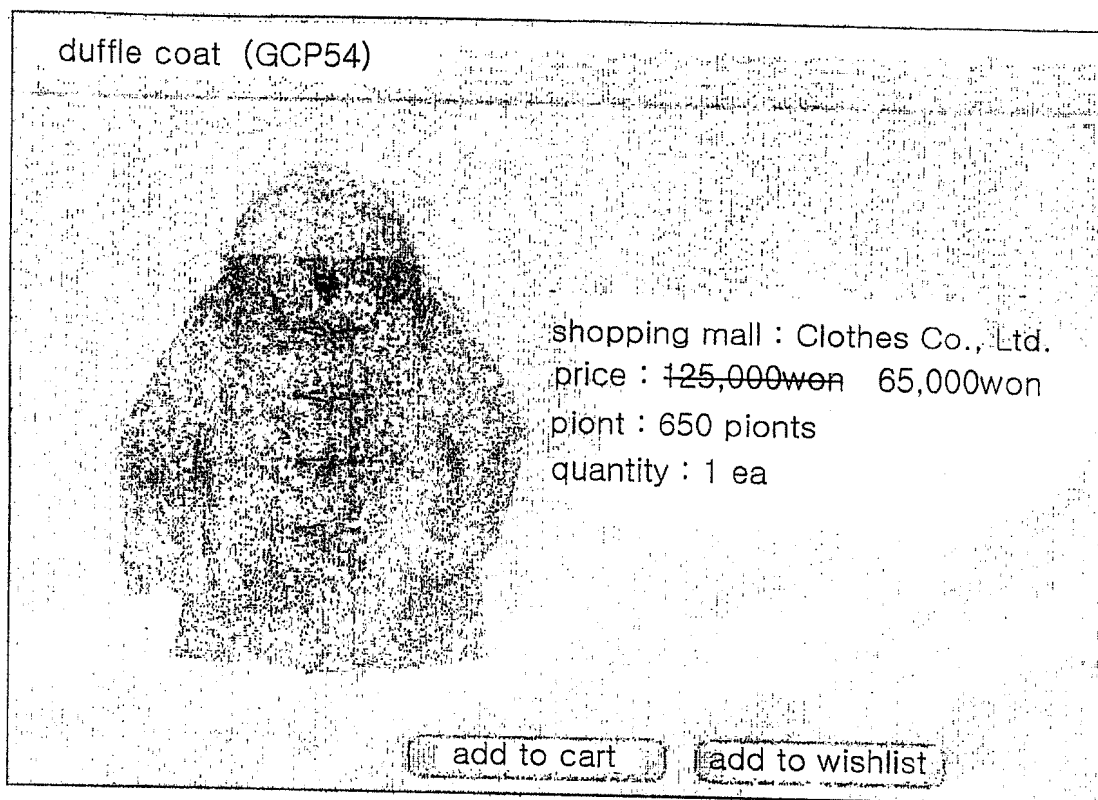 duffle coat (GCP54)
shopping mall : Clothes Co., Ltd.
price : 125,000won 65,000won
piont : 650 pionts
quantity : 1 ea
add to cart
add to wishlist